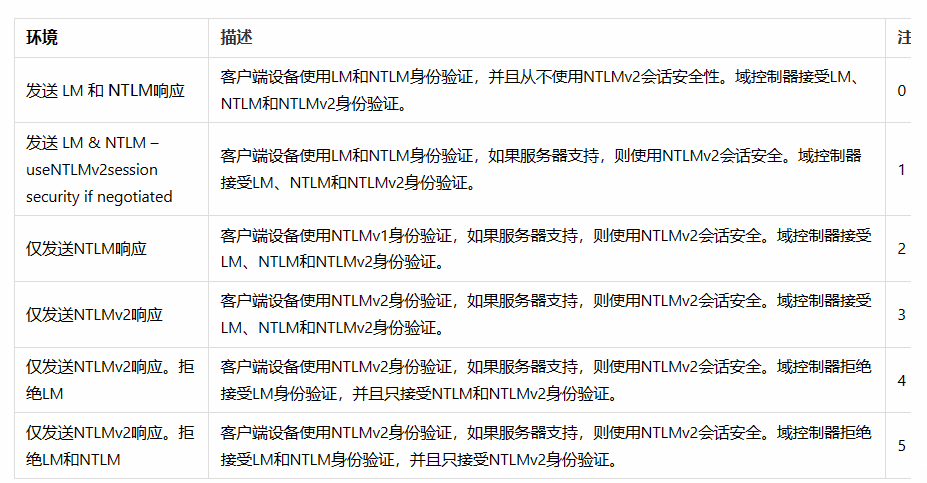 环境
描述
注
发送 LM 和 NTLM响应
客户端设备使用LM和NTLM身份验证，并且从不使用NTLMv2会话安全性。域控制器接受LM、
NTLM和NTLMv2身份验证。
0
发送 LM & NTLM –
useNTLMv2session
security if negotiated
客户端设备使用LM和NTLM身份验证，如果服务器支持，则使用NTLMv2会话安全。域控制器
接受LM、NTLM和NTLMv2身份验证。
1
仅发送NTLM响应
客户端设备使用NTLMv1身份验证，如果服务器支持，则使用NTLMv2会话安全。域控制器接受
LM、NTLM和NTLMv2身份验证。
2
仅发送NTLMv2响应
客户端设备使用NTLMv2身份验证，如果服务器支持，则使用NTLMv2会话安全。域控制器接受
LM、NTLM和NTLMv2身份验证。
3
仅发送NTLMv2响应。拒
绝LM
客户端设备使用NTLMv2身份验证，如果服务器支持，则使用NTLMv2会话安全。域控制器拒绝
接受LM身份验证，并且只接受NTLM和NTLMv2身份验证。
4
仅发送NTLMv2响应。拒
绝LM和NTLM
客户端设备使用NTLMv2身份验证，如果服务器支持，则使用NTLMv2会话安全。域控制器拒绝
接受LM和NTLM身份验证，并且只接受NTLMv2身份验证。
5